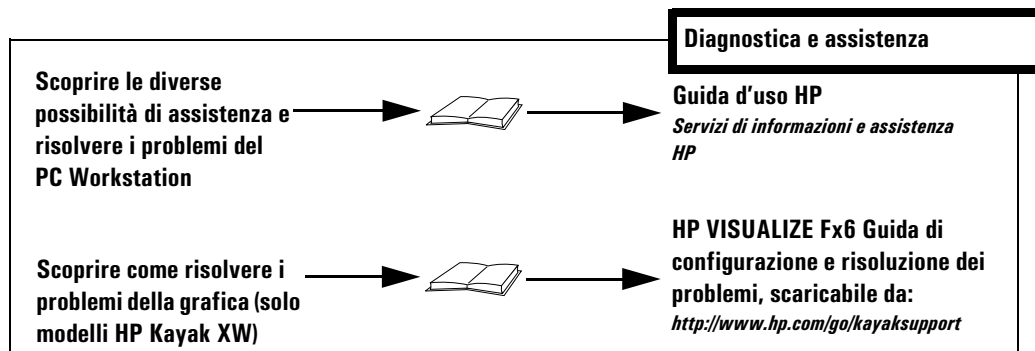 Diagnostica e assistenza
Scoprire le diverse
possibilità di assistenza e
risolvere i problemi del
PC Workstation
Guida d'uso HP
Servizi di informazioni e assistenza
HP
Scoprire come risolvere i
problemi della grafica (solo
modelli HP Kayak XW)
HP VISUALIZE Fx6 Guida di
configurazione e risoluzione dei
problemi, scaricabile da:
http://www.hp.com/go/kayaksupport